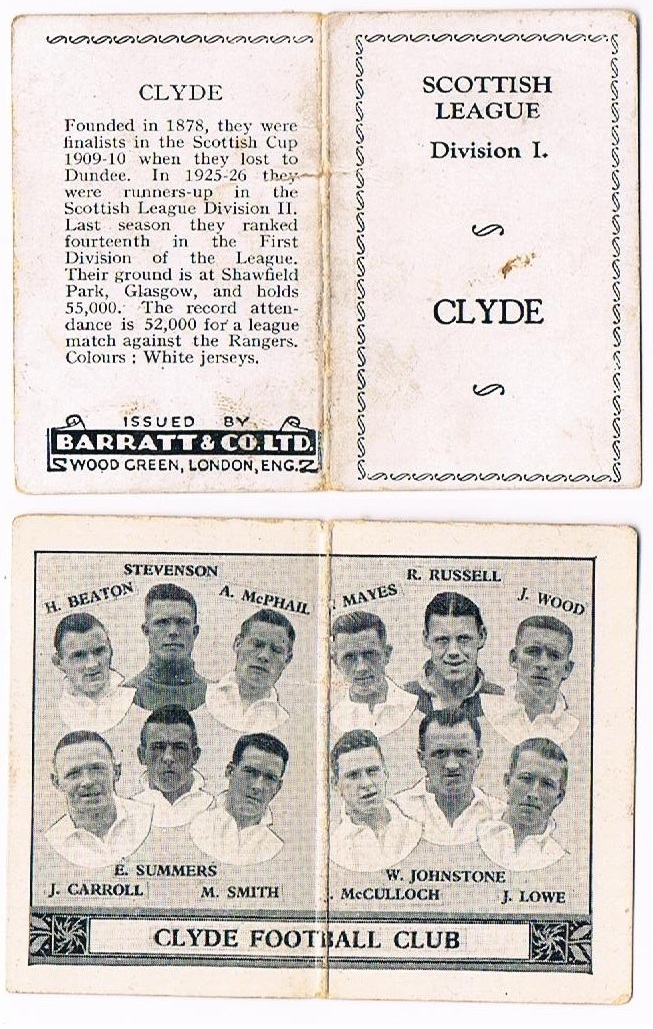 CLYDE
Founded in 1878, they were
finalists in the Scottish Cup
1909-10 when they lost to
Dundee. In 1925-26 they
were runners-up in the
Scottish League Division II.
Last season they ranked
fourteenth in the First
Division of the League.
Their ground is at Shawfield
Park, Glasgow, and holds
55,000. The record atten-
dance is 52,000 for a league
match against the Rangers.
Colours : White jerseys.
ISSUED BY
BARRATT & CO. LTD.
WOOD GREEN, LONDON, ENG.
SCOTTISH
LEAGUE
Division I.
CLYDE
STEVENSON
H. BEATON
A. McPHAIL
MAYES
R. RUSSELL
J. WOOD
E. SUMMERS
J. CARROLL
M. SMITH
W. JOHNSTONE
. McCULLOCH
J. LOWE
CLYDE FOOTBALL CLUB